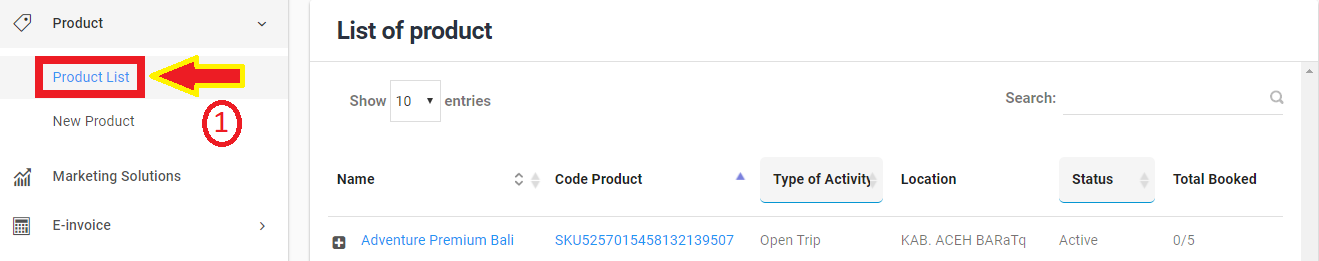 Product
Product List
1
New Product
Marketing Solutions
E-invoice
List of product
Show 10 entries
Search:
Name Code Product Type of Activity Location Status Total Booked
Adventure Premium Bali SKU5257015458132139507 Open Trip KAB. ACEH BARaTq Active 0/5